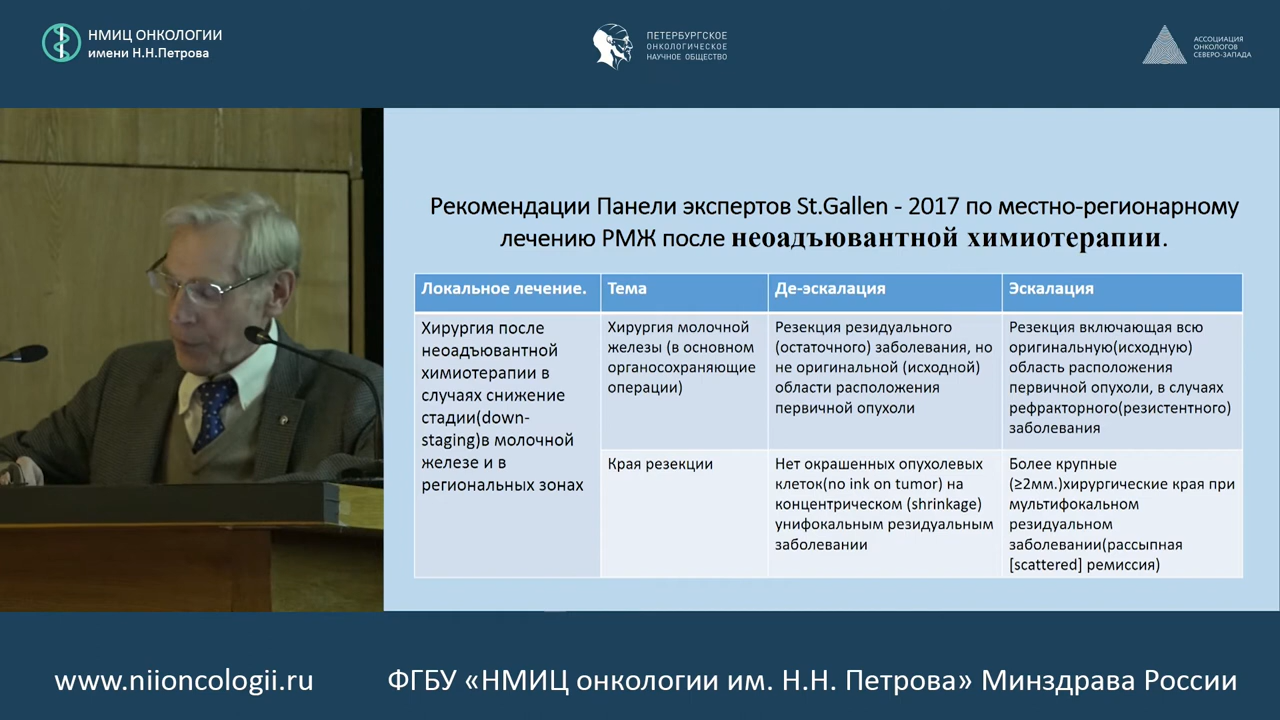 НМИЦ ОНКОЛОГИИ
имени Н.Н.Петрова
ПЕТЕРБУРГСКОЕ
ОНКОЛОГИЧЕСКОЕ
НАУЧНОЕ ОБЩЕСТВО
АССОЦИАЦИЯ
ОНКОЛОГОВ
СЕВЕРО-ЗАПАДА
Рекомендации Панели экспертов St.Gallen - 2017 по местно-регионарному
лечению РМЖ после неоадъювантной химиотерапии.
Локальное лечение.
Тема
Де-эскалация
Эскалация
Хирургия после
неоадъювантной
химиотерапии в
случаях снижение
стадии(down-
staging)в молочной
железе и в
региональных зонах
Хирургия молочной
железы (в основном
органосохраняющие
операции)
Резекция резидуального
(остаточного) заболевания, но
не оригинальной (исходной)
области расположения
первичной опухоли
Резекция включающая всю
оригинальную(исходную)
область расположения
первичной опухоли, в случаях
рефракторного(резистентного)
заболевания
Края резекции
Нет окрашенных опухолевых
клеток(no ink on tumor) на
концентрическом (shrinkage)
унифокальным резидуальным
заболевании
Более крупные
(≥2мм.)хирургические края при
мультифокальном
резидуальном
заболевании(рассыпная
[scattered] ремиссия)
www.niioncologii.ru
ФГБУ «НМИЦ онкологии им. Н.Н. Петрова» Минздрава России